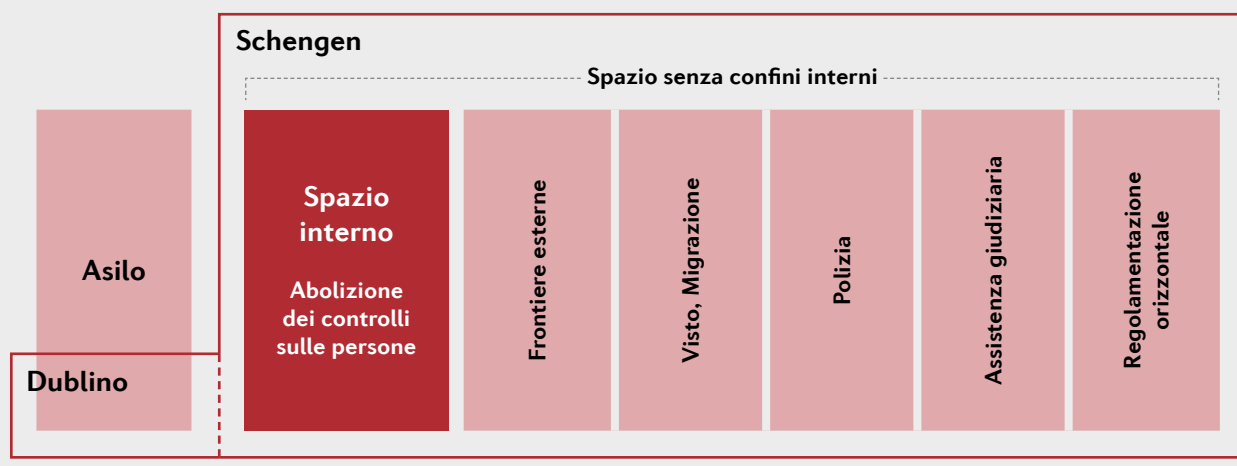 Schengen
Spazio senza confini interni
Asilo
Dublino
Spazio
interno
Abolizione
dei controlli
sulle persone
Frontiere esterne
Visto, Migrazione
Polizia
Assistenza giudiziaria
Regolamentazione
orizzontale